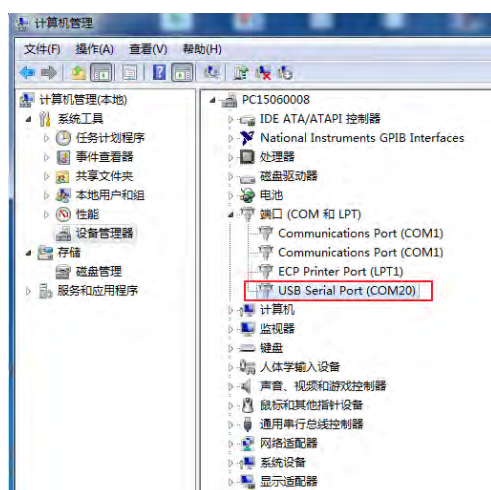 计算机管理
文件(F) 操作(A) 查看(V) 帮助(H)
计算机管理(本地)
系统工具
任务计划程序
事件查看器
共享文件夹
本地用户和组
性能
设备管理器
存储
磁盘管理
服务和应用程序
PC15060008
IDE ATA/ATAPI 控制器
National Instruments GPIB Interfaces
处理器
磁盘驱动器
电池
端口 (COM 和 LPT)
Communications Port (COM1)
Communications Port (COM1)
ECP Printer Port (LPT1)
USB Serial Port (COM20)
计算机
监视器
键盘
人体学输入设备
声音、视频和游戏控制器
鼠标和其他指针设备
通用串行总线控制器
网络适配器
系统设备
显示适配器